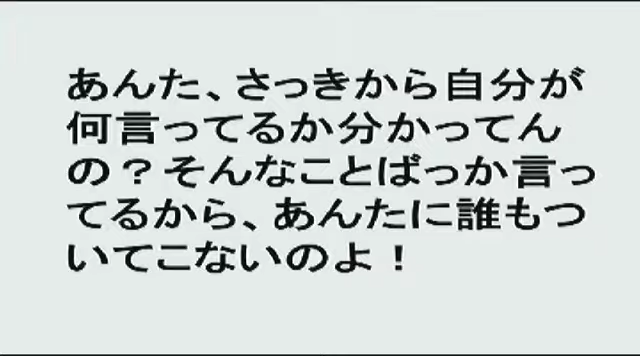 あんた、さっきから自分が
何言ってるか分かってん
の？そんなことばっか言っ
てるから、あんたに誰もつ
いてこないのよ！